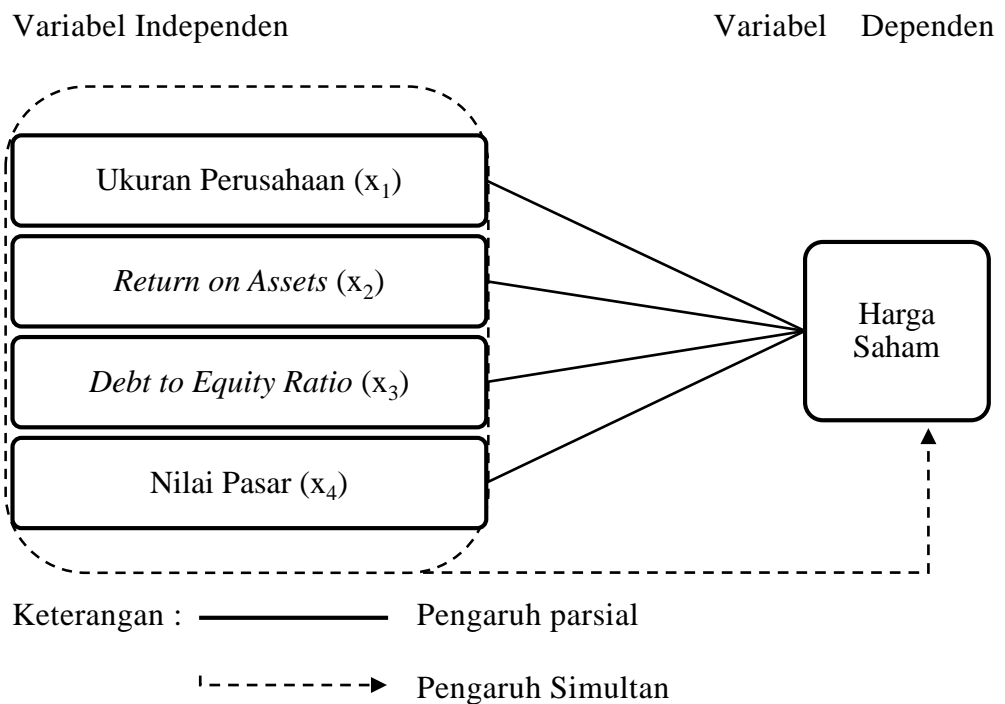 Variabel Independen
Variabel Dependen
Ukuran Perusahaan (x₁)
Return on Assets (x₂)
Debt to Equity Ratio (x₃)
Nilai Pasar (x₄)
Harga
Saham
Keterangan :
Pengaruh parsial
Pengaruh Simultan